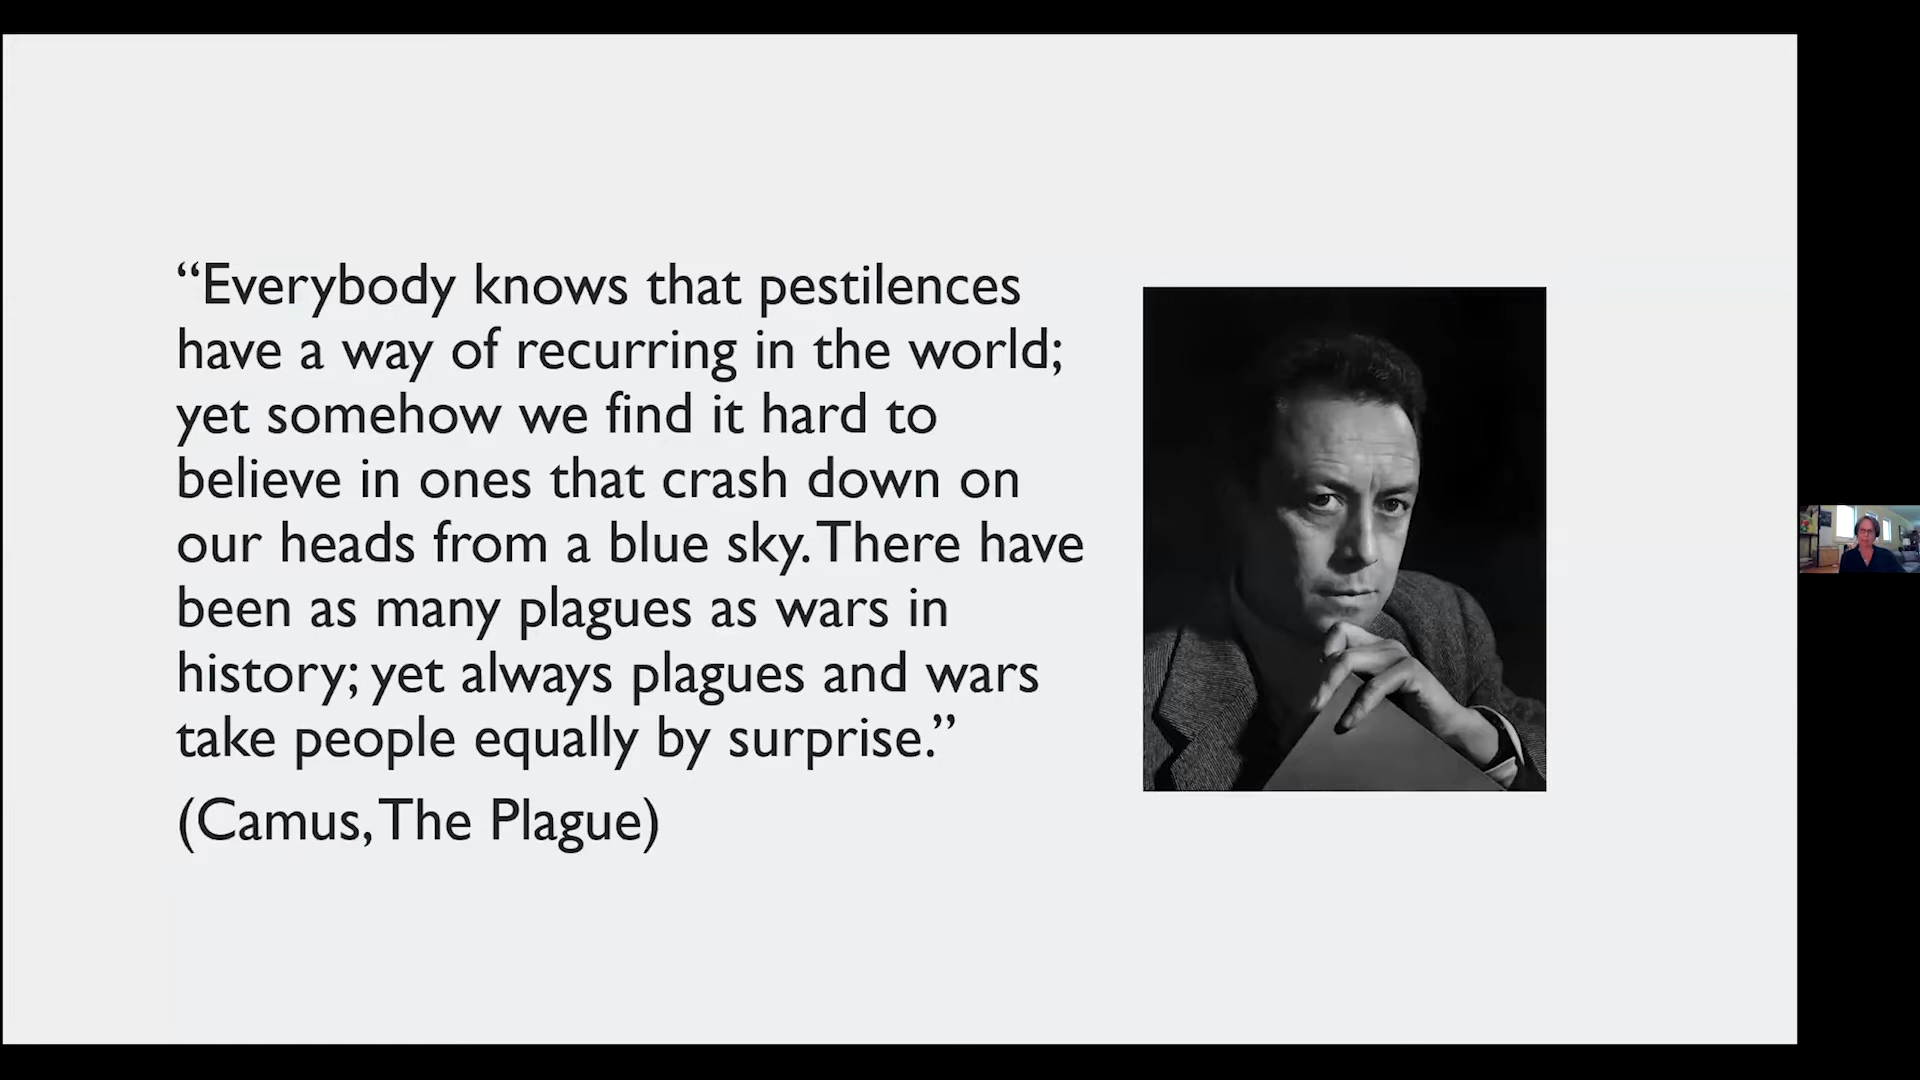 “Everybody knows that pestilences
have a way of recurring in the world;
yet somehow we find it hard to
believe in ones that crash down on
our heads from a blue sky. There have
been as many plagues as wars in
history; yet always plagues and wars
take people equally by surprise.”
(Camus, The Plague)